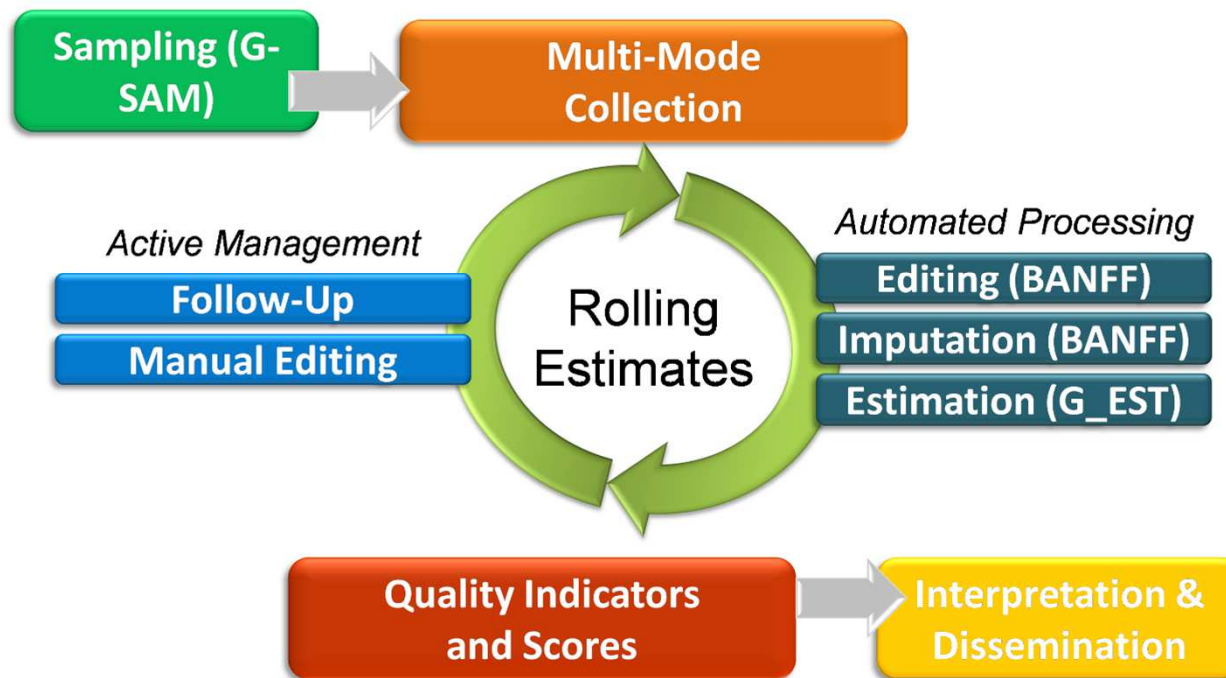 Sampling (G-
SAM)
Multi-Mode
Collection
Active Management
Follow-Up
Manual Editing
Rolling
Estimates
Automated Processing
Editing (BANFF)
Imputation (BANFF)
Estimation (G_EST)
Quality Indicators
and Scores
Interpretation &
Dissemination